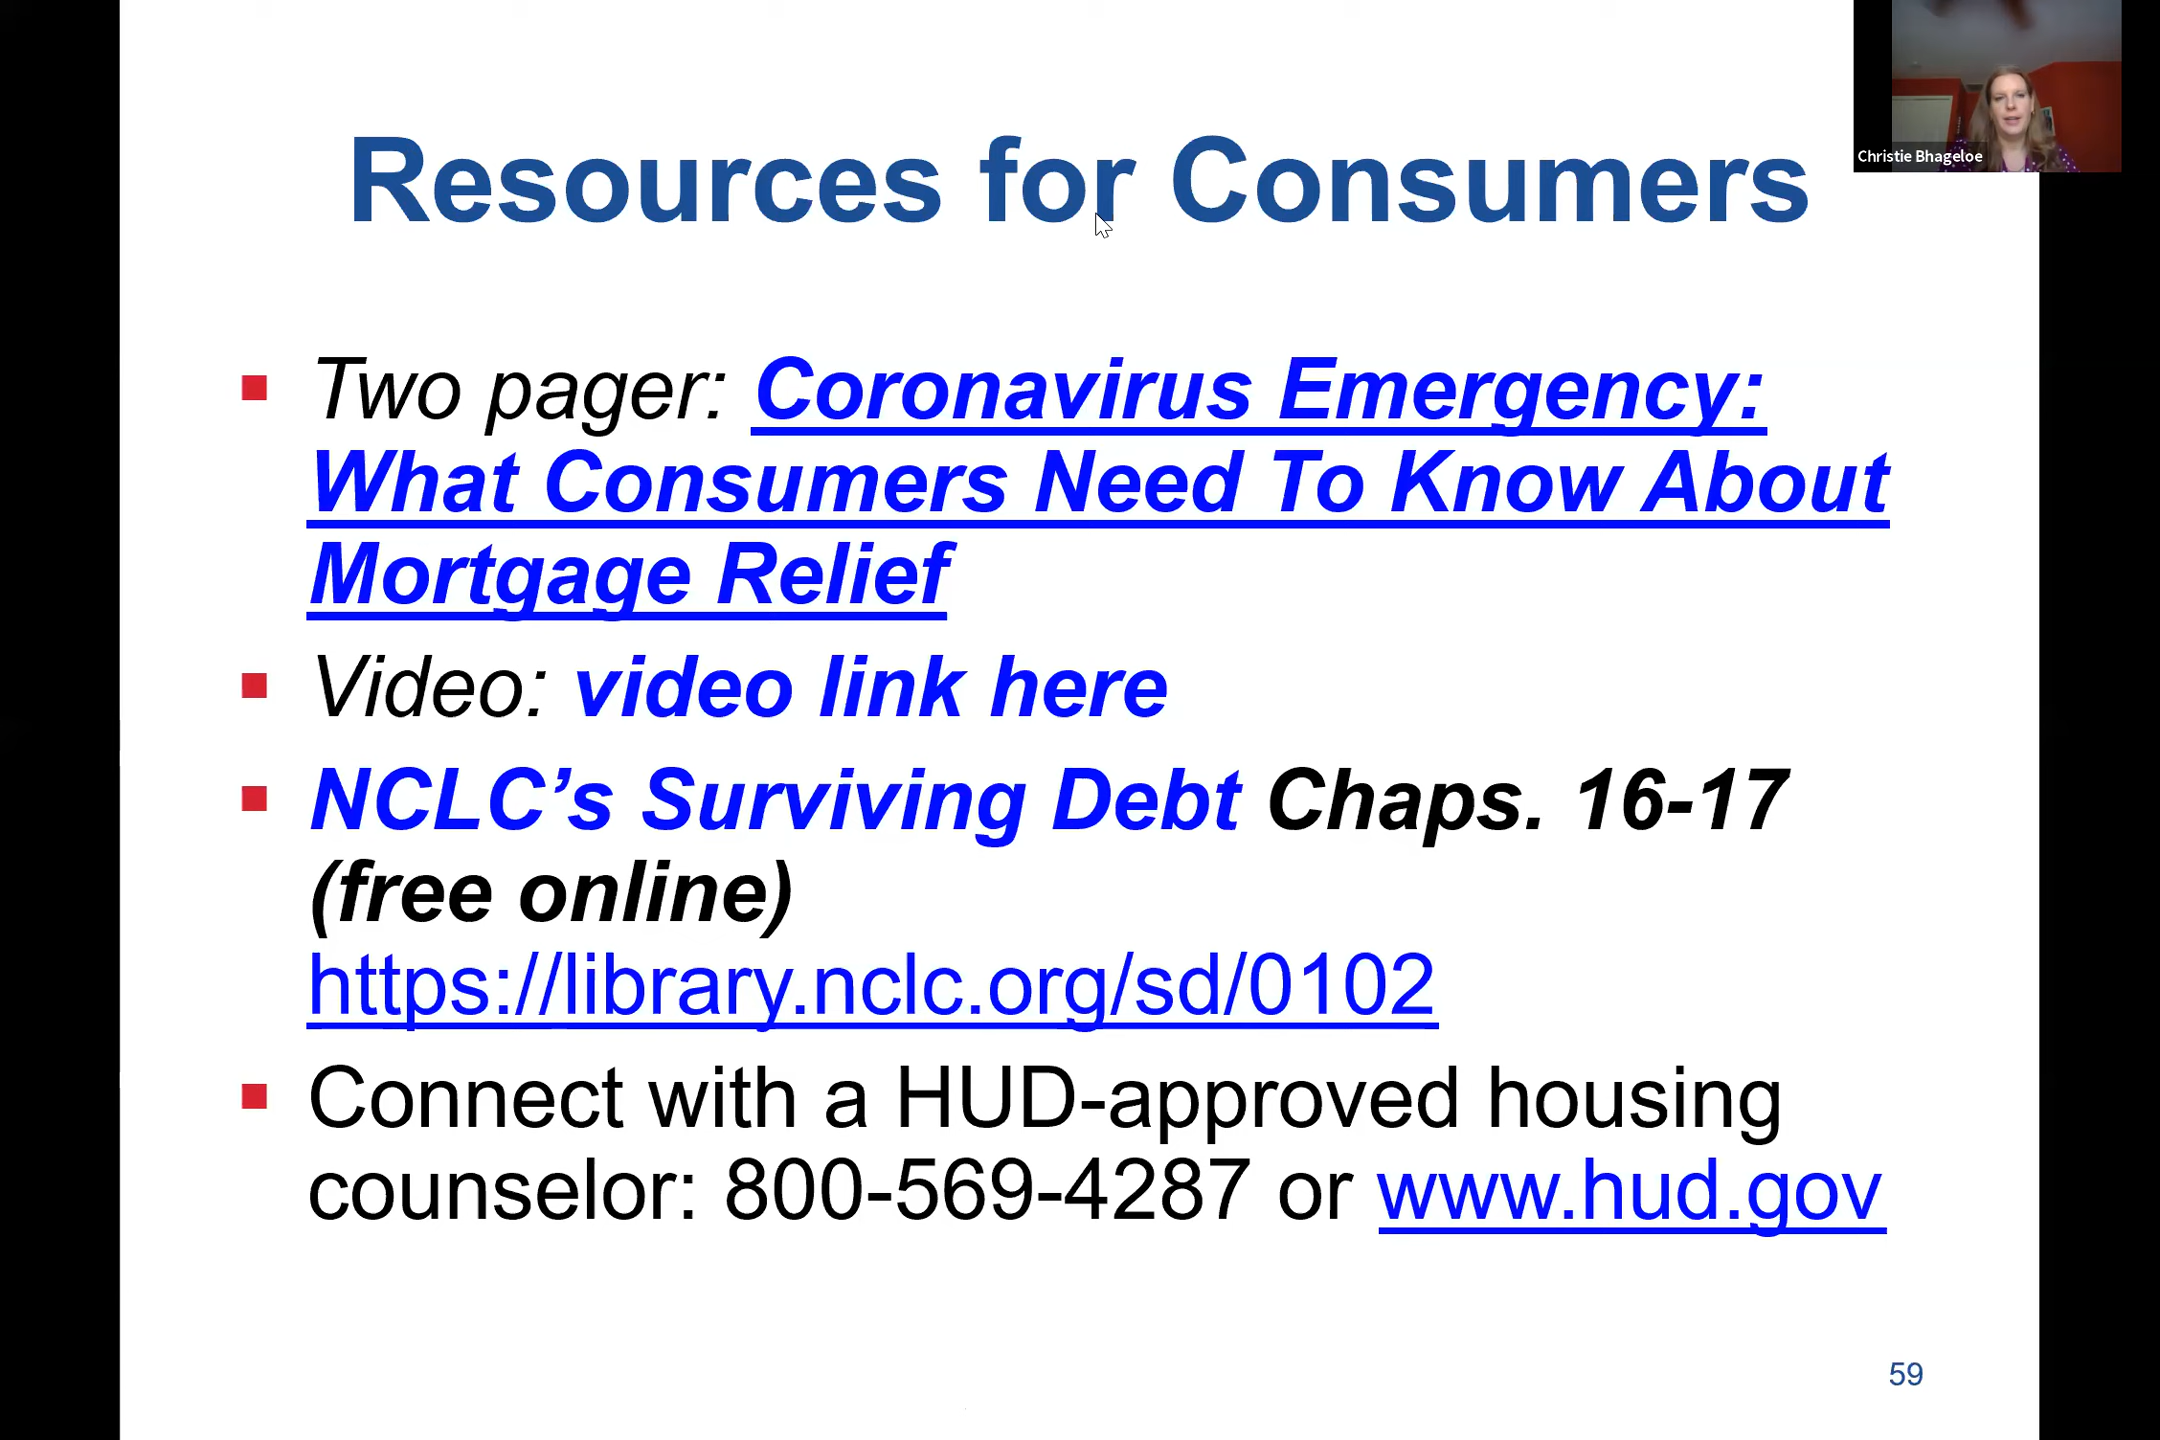 Christie Bhageloe
Resources for Consumers
▪ Two pager: Coronavirus Emergency:
What Consumers Need To Know About
Mortgage Relief
▪ Video: video link here
▪ NCLC’s Surviving Debt Chaps. 16-17
(free online)
https://library.nclc.org/sd/0102
▪ Connect with a HUD-approved housing
counselor: 800-569-4287 or www.hud.gov
59